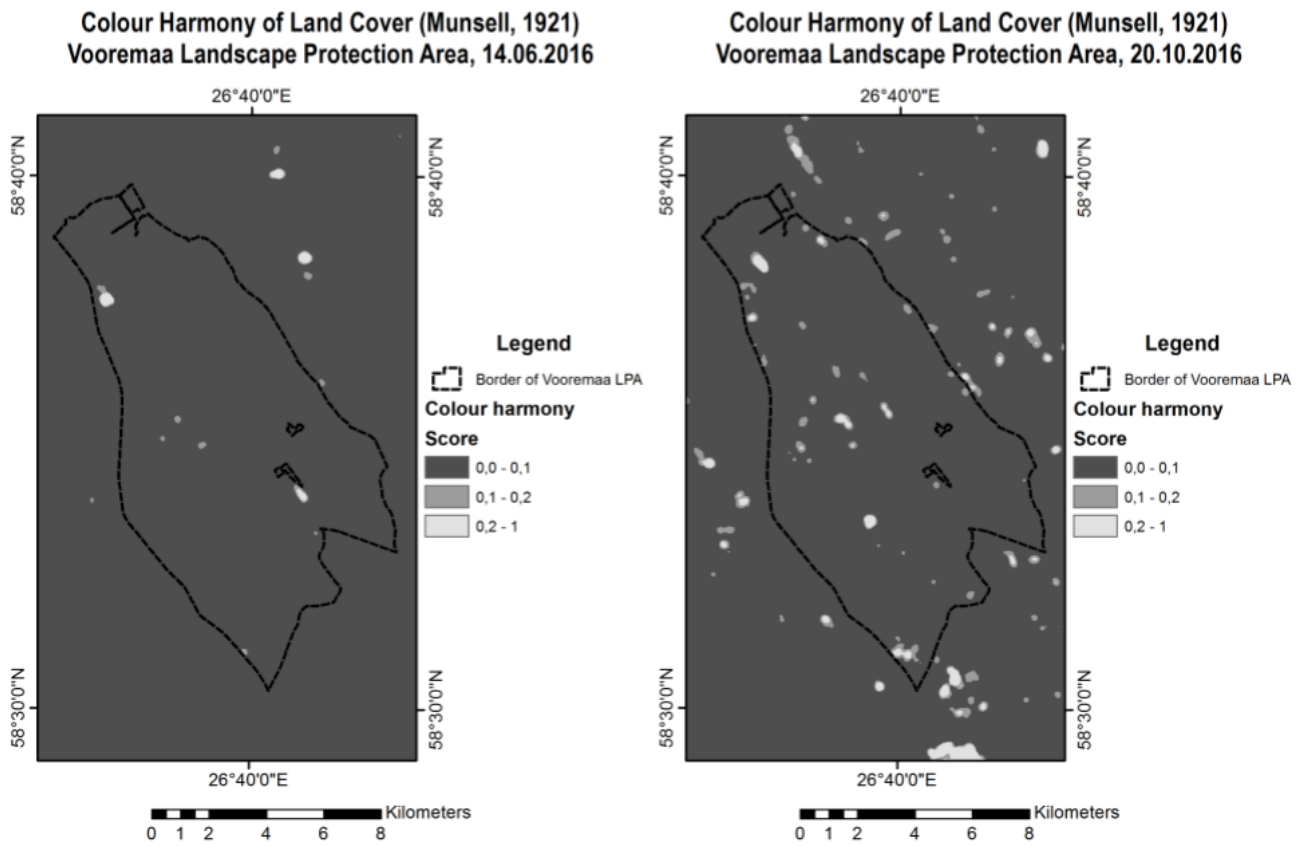 Colour Harmony of Land Cover (Munsell, 1921)
Vooremaa Landscape Protection Area, 14.06.2016
26°40'0"E
58°40'0"N
58°40'0"N
Legend
Border of Vooremaa LPA
Colour harmony
Score
0,0 - 0,1
0,1 - 0,2
0,2 - 1
58°30'0"N
58°30'0"N
26°40'0"E
Kilometers
0 1 2 4 6 8
Colour Harmony of Land Cover (Munsell, 1921)
Vooremaa Landscape Protection Area, 20.10.2016
26°40'0"E
58°40'0"N
58°40'0"N
Legend
Border of Vooremaa LPA
Colour harmony
Score
0,0 - 0,1
0,1 - 0,2
0,2 - 1
58°30'0"N
58°30'0"N
26°40'0"E
Kilometers
0 1 2 4 6 8